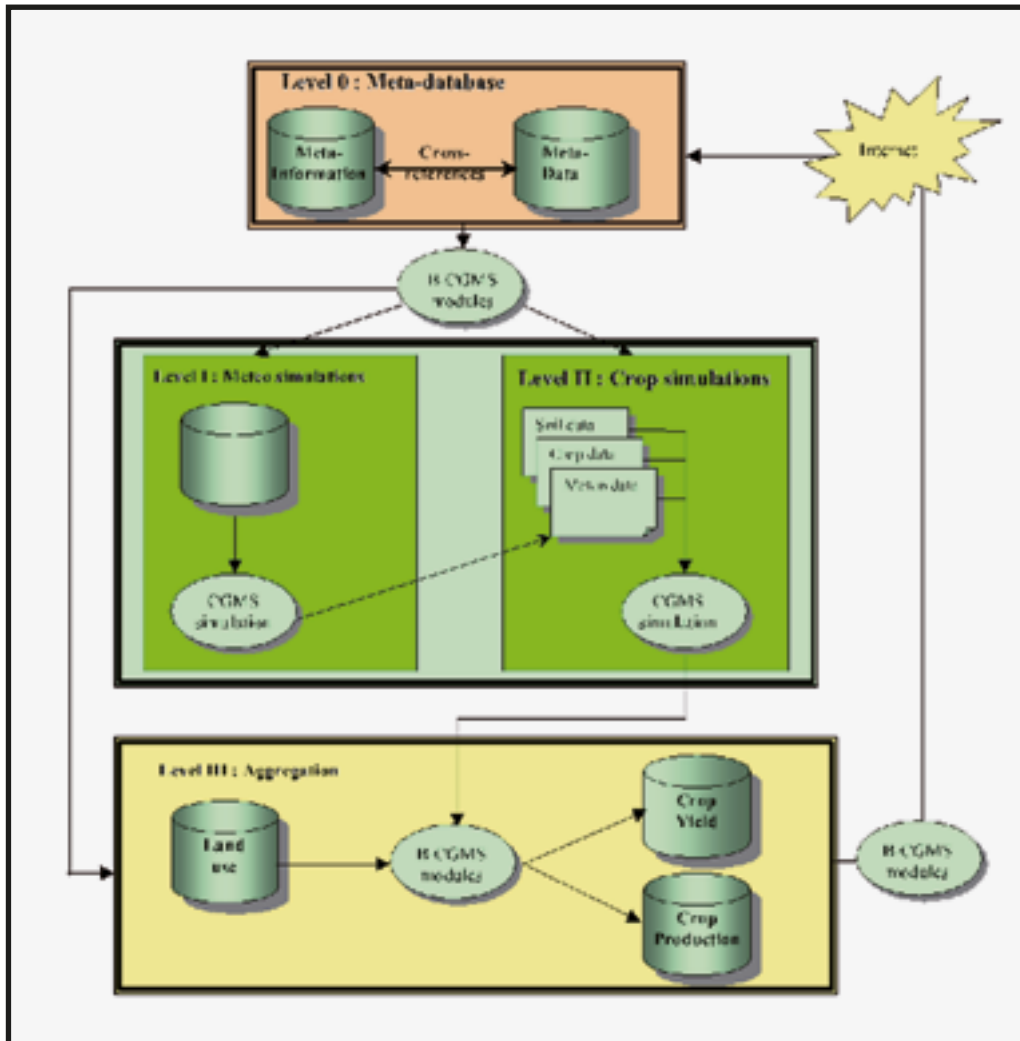 Level 0 : Meta-database
Meta-
Information
Cross-
references
Meta-
Data
Internet
B CGMS
modules
Level I : Meteo simulations
Level II : Crop simulations
Soil data
Crop data
Meteo data
CGMS
simulation
CGMS
simulation
Level III : Aggregation
Land
use
B CGMS
modules
Crop
Yield
Crop
Production
B CGMS
modules